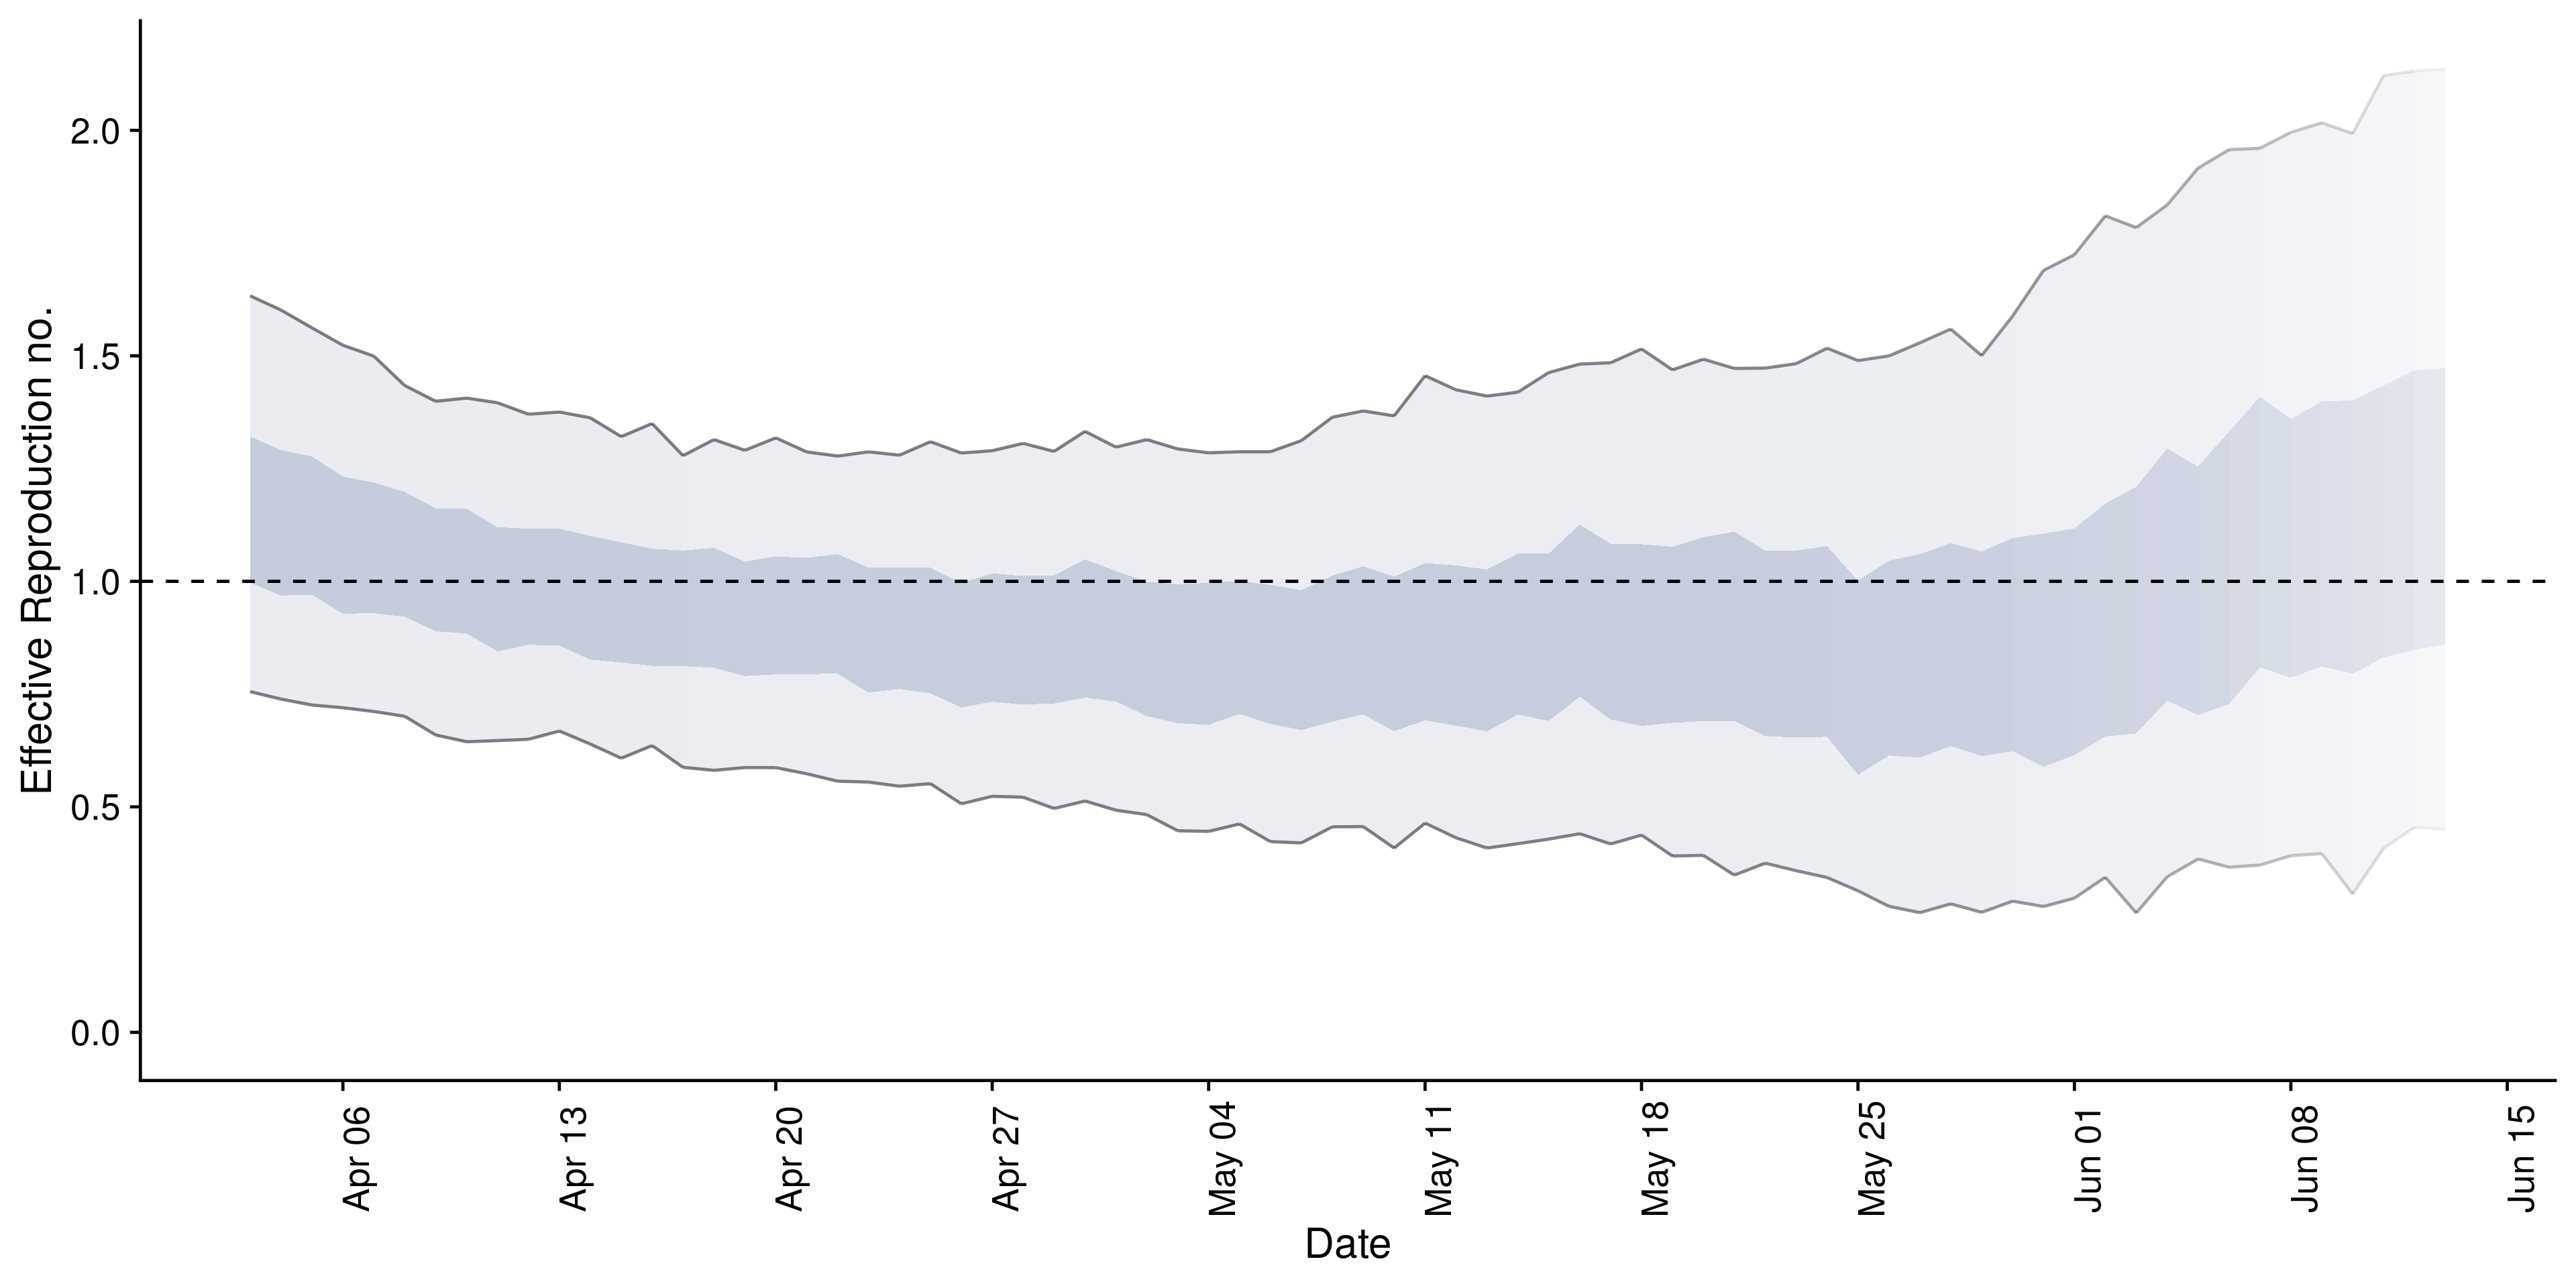 Effective Reproduction no.
2.0
1.5
1.0
0.5
0.0
Apr 06
Apr 13
Apr 20
Apr 27
May 04
May 11
May 18
May 25
Jun 01
Jun 08
Jun 15
Date